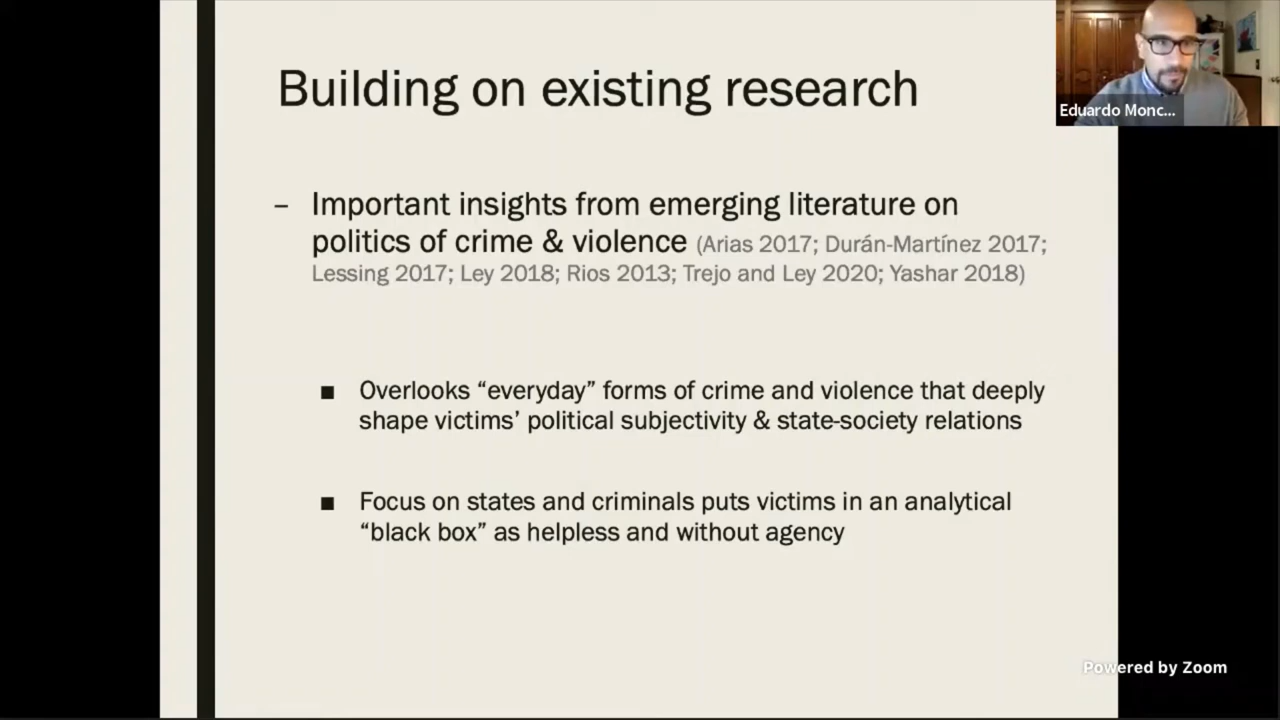 Building on existing research
Eduardo Monc...
– Important insights from emerging literature on
politics of crime & violence (Arias 2017; Durán-Martínez 2017;
Lessing 2017; Ley 2018; Rios 2013; Trejo and Ley 2020; Yashar 2018)
■ Overlooks “everyday” forms of crime and violence that deeply
shape victims’ political subjectivity & state-society relations
■ Focus on states and criminals puts victims in an analytical
“black box” as helpless and without agency
Powered by Zoom